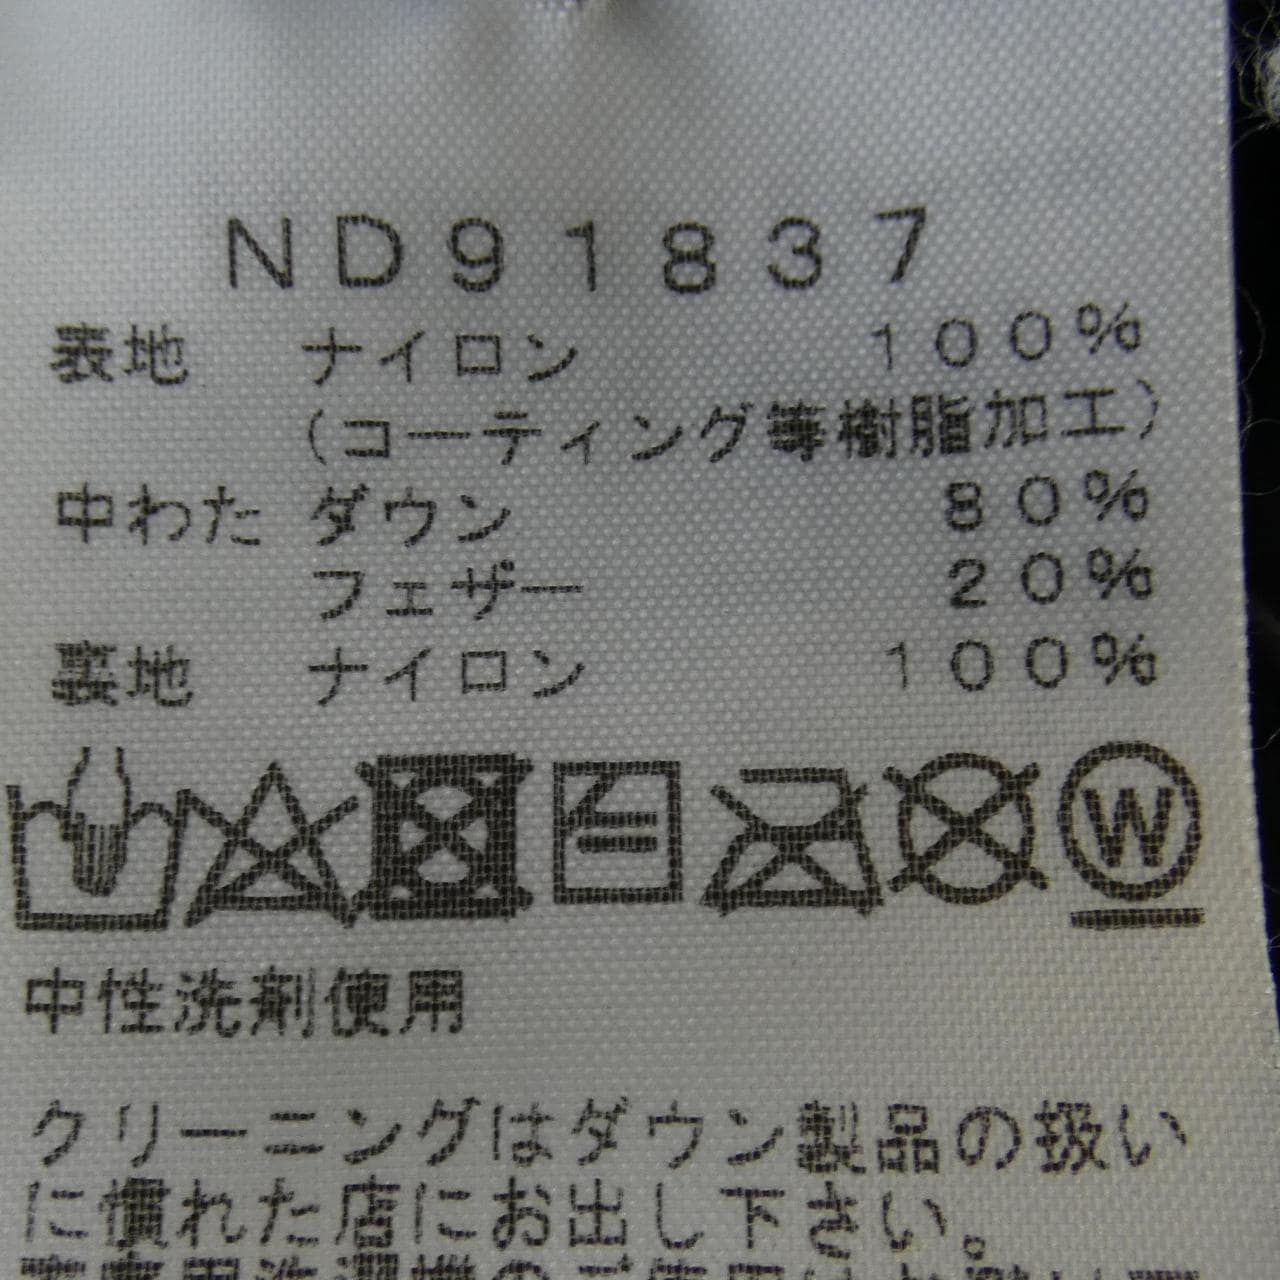 ND91837
表地 ナイロン 100%
(コーティング等樹脂加工)
中わた ダウン 80%
フェザー 20%
裏地 ナイロン 100%
W
中性洗剤使用
クリーニングはダウン製品の扱い
に慣れた店にお出し下さい。